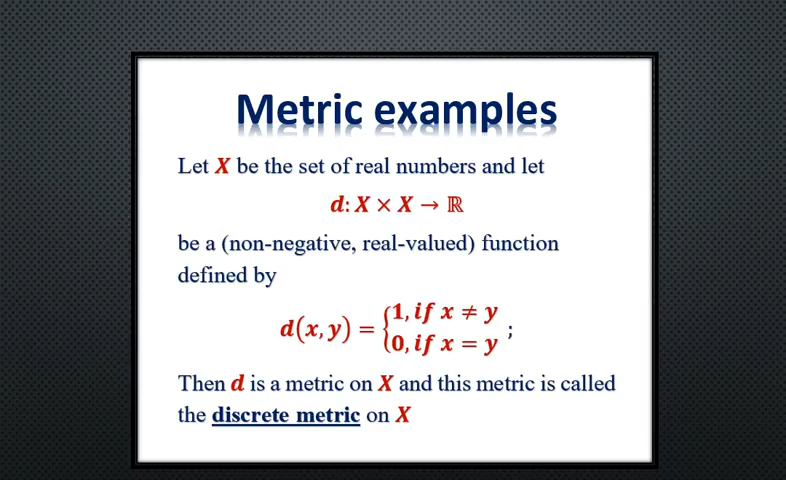 Metric examples
Let X be the set of real numbers and let
d: X × X → ℝ
be a (non-negative, real-valued) function
defined by
d(x, y) = {1, if x ≠ y
0, if x = y ;
Then d is a metric on X and this metric is called
the discrete metric on X